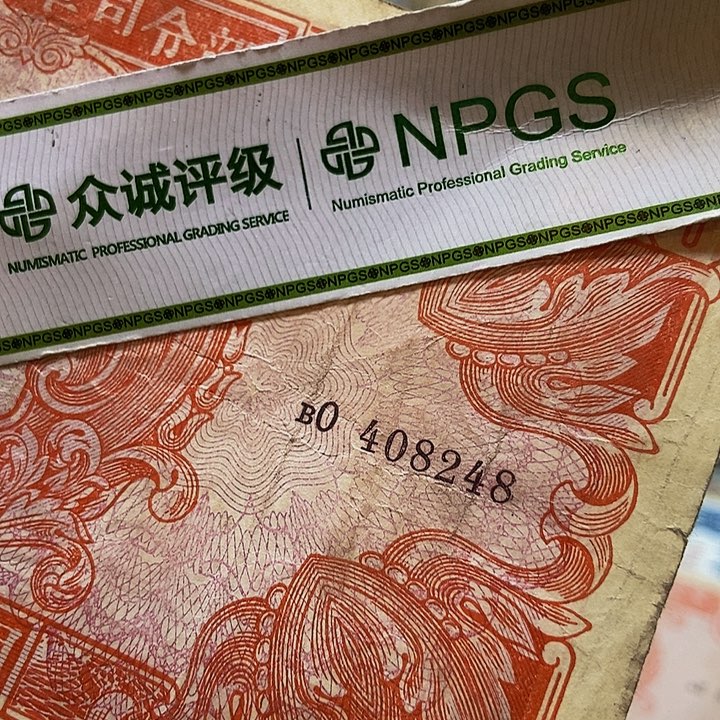 众诚评级
NUMISMATIC PROFESSIONAL GRADING SERVICE
NPGS
Numismatic Professional Grading Service
BO 408248